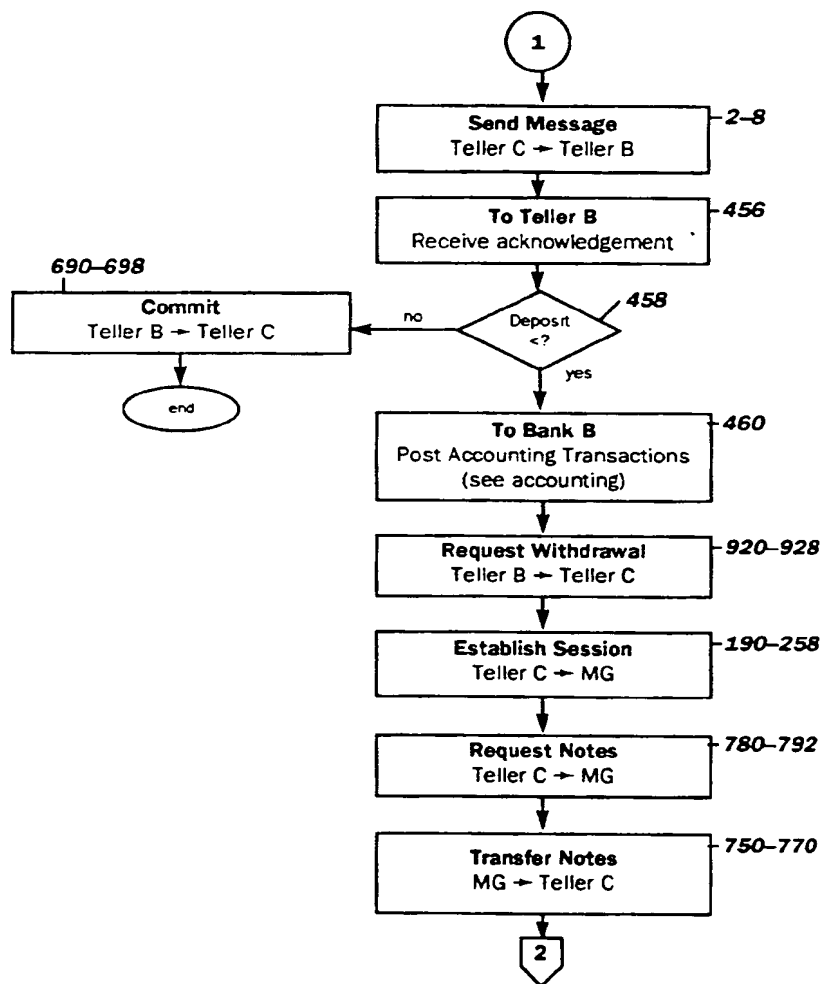 1
Send Message
Teller C → Teller B
2–8
To Teller B
Receive acknowledgement
456
690–698
Commit
Teller B → Teller C
no
Deposit
<?
458
yes
end
To Bank B
Post Accounting Transactions
(see accounting)
460
Request Withdrawal
Teller B → Teller C
920–928
Establish Session
Teller C → MG
190–258
Request Notes
Teller C → MG
780–792
Transfer Notes
MG → Teller C
750–770
2